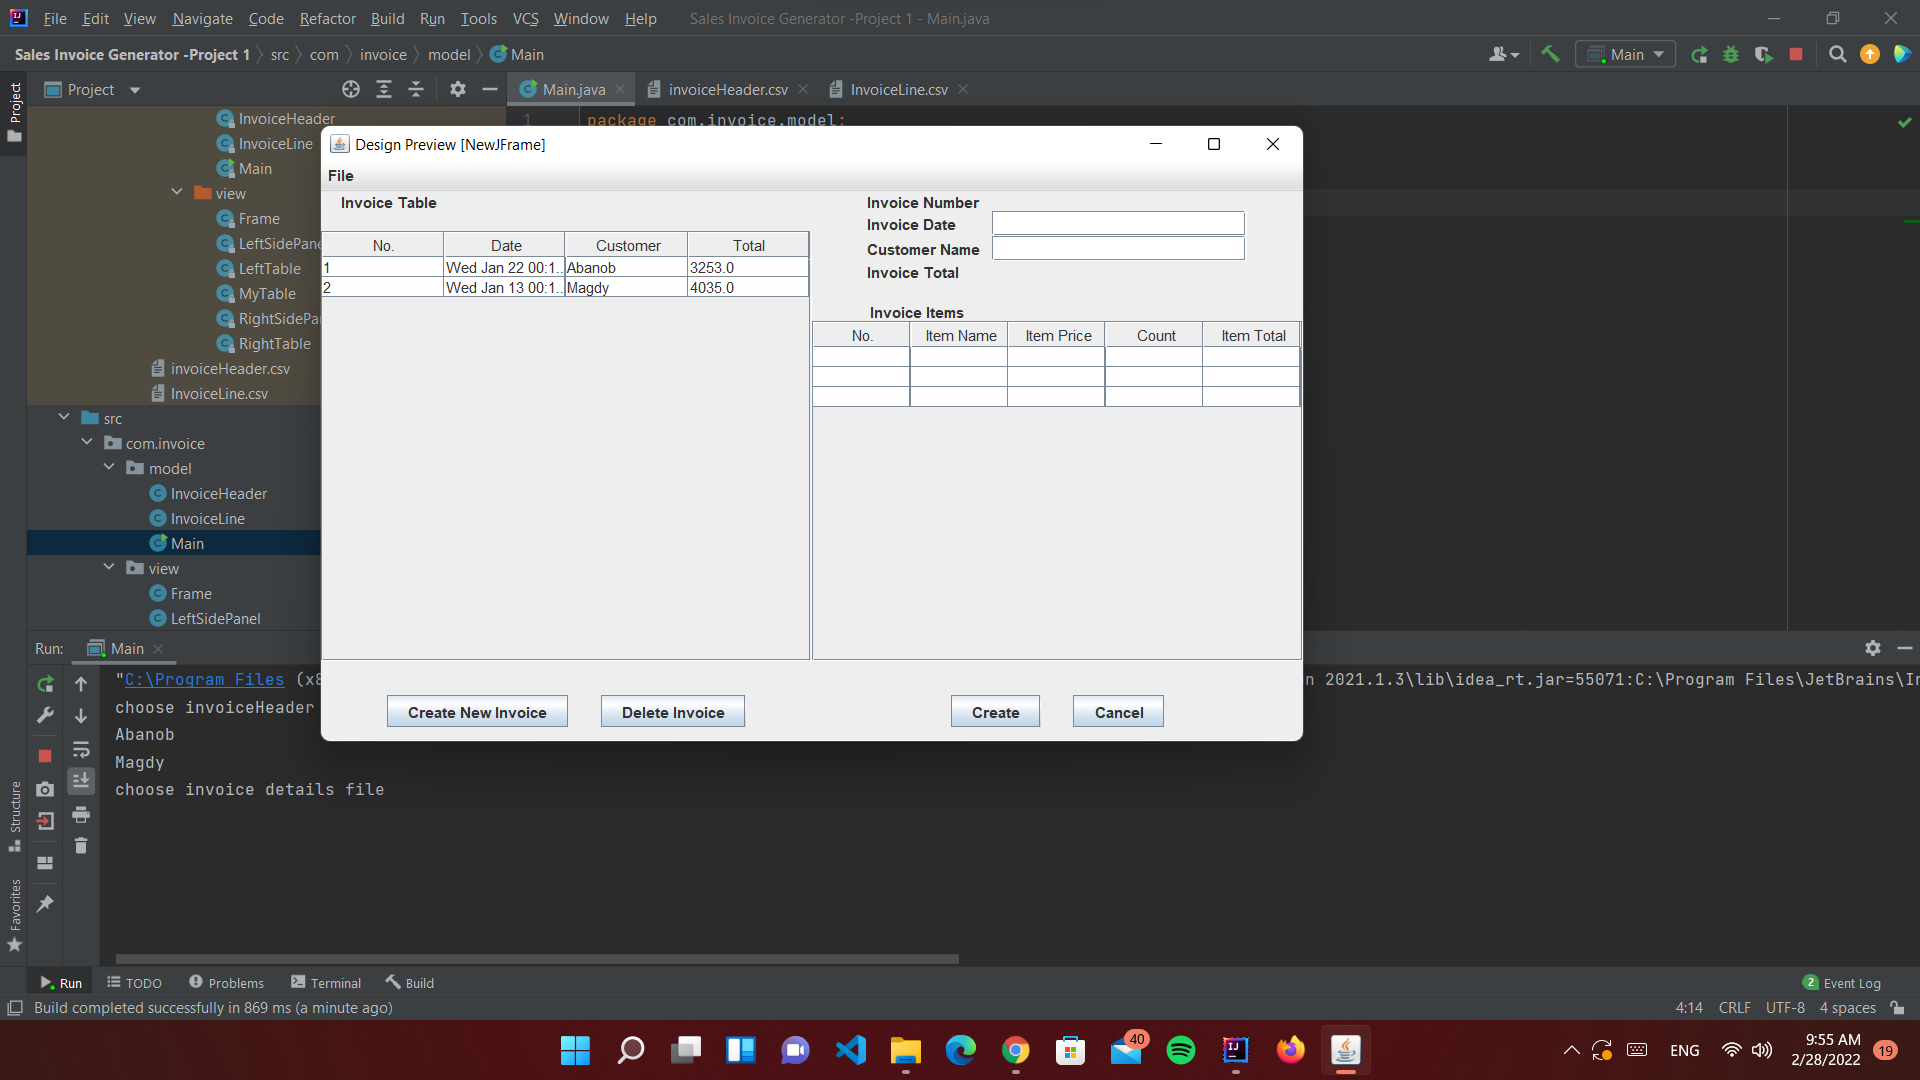 File Edit View Navigate Code Refactor Build Run Tools VCS Window Help Sales Invoice Generator -Project 1 - Main.java
Sales Invoice Generator -Project 1 src com invoice model Main
Main
Project
Project
Main.java invoiceHeader.csv InvoiceLine.csv
1 package com.invoice.model;
InvoiceHeader
InvoiceLine
Main
view
Frame
LeftSidePane
LeftTable
MyTable
RightSidePa
RightTable
invoiceHeader.csv
InvoiceLine.csv
src
com.invoice
model
InvoiceHeader
InvoiceLine
Main
view
Frame
LeftSidePanel
Design Preview [NewJFrame]
File
Invoice Table
No. Date Customer Total
1 Wed Jan 22 00:1... Abanob 3253.0
2 Wed Jan 13 00:1... Magdy 4035.0
Invoice Number
Invoice Date
Customer Name
Invoice Total
Invoice Items
No. Item Name Item Price Count Item Total
Create New Invoice Delete Invoice Create Cancel
Run: Main
"C:\Program Files (x8
n 2021.1.3\lib\idea_rt.jar=55071:C:\Program Files\JetBrains\In
choose invoiceHeader
Abanob
Magdy
choose invoice details file
Structure
Favorites
Run TODO Problems Terminal Build 2 Event Log
Build completed successfully in 869 ms (a minute ago) 4:14 CRLF UTF-8 4 spaces
40
ENG
9:55 AM
2/28/2022
19